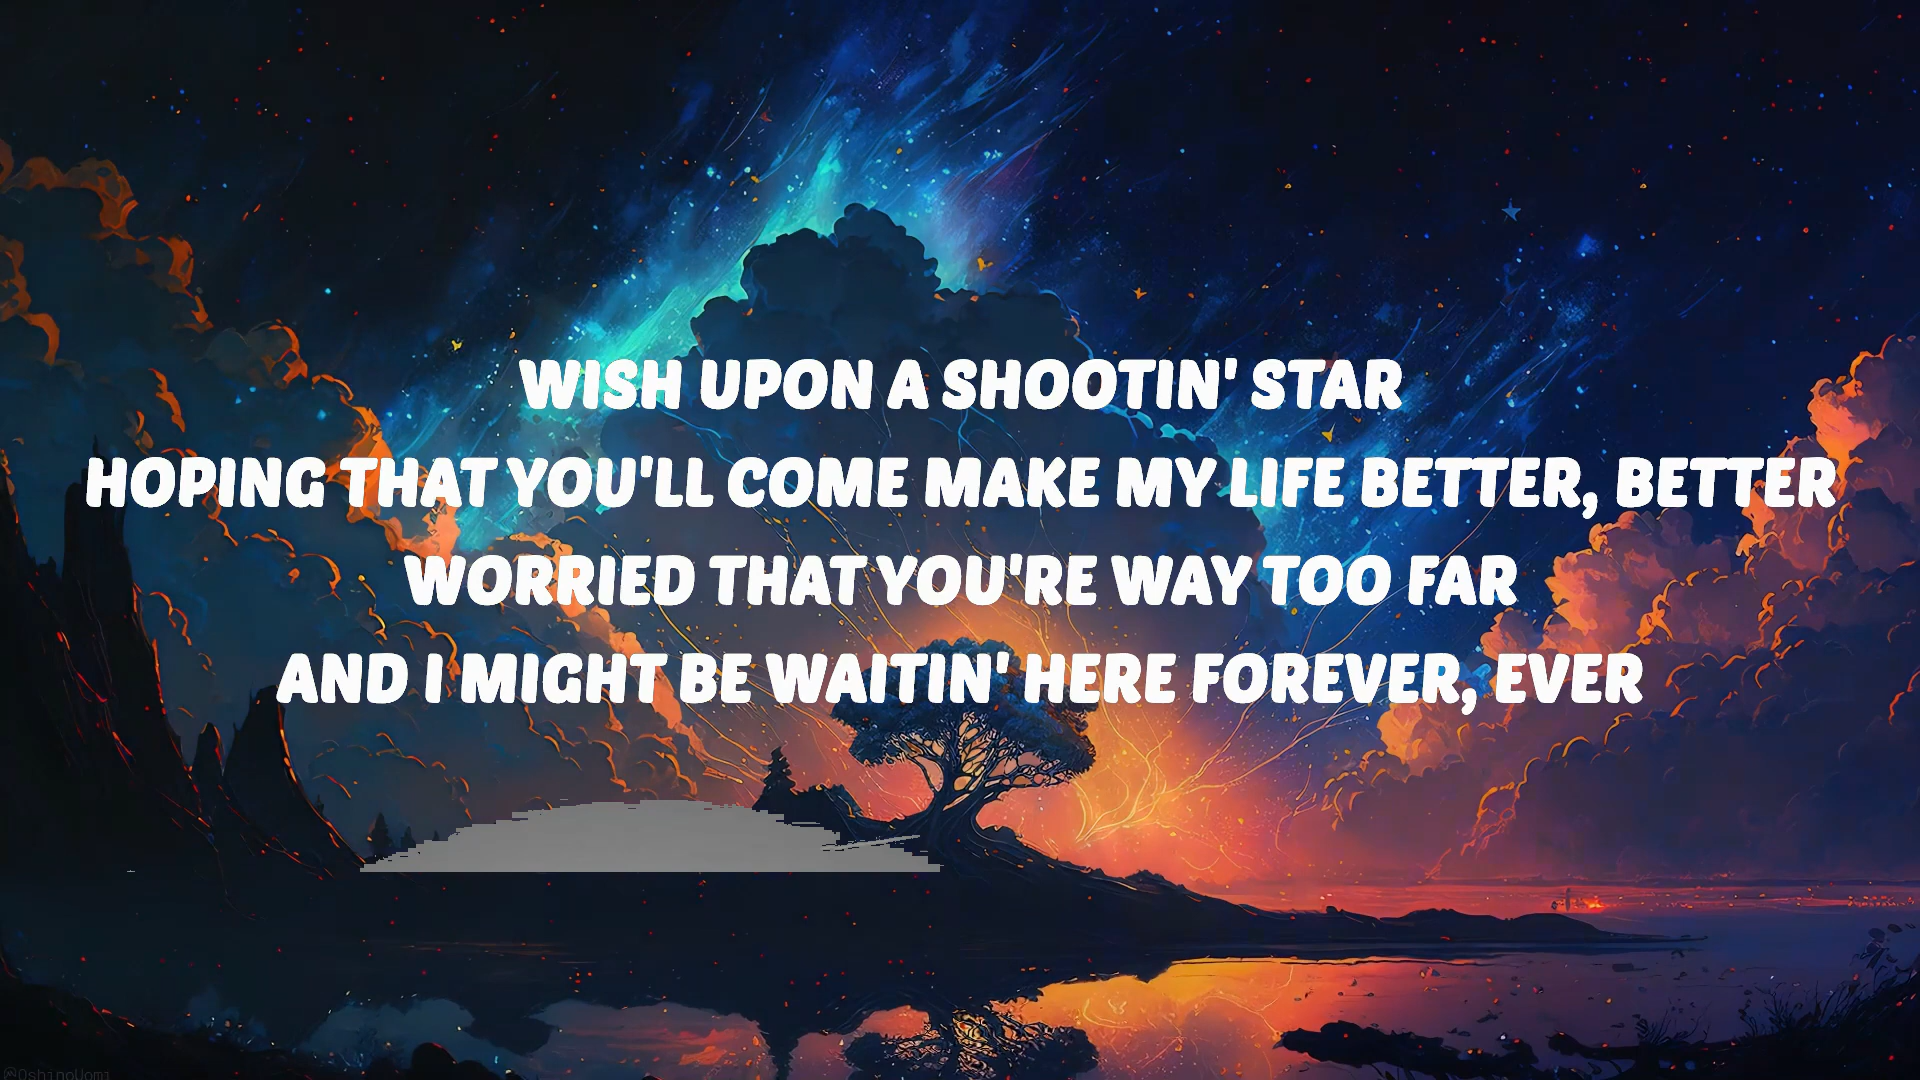 WISH UPON A SHOOTIN' STAR
HOPING THAT YOU'LL COME MAKE MY LIFE BETTER, BETTER
WORRIED THAT YOU'RE WAY TOO FAR
AND I MIGHT BE WAITIN' HERE FOREVER, EVER
@OshinoUomi